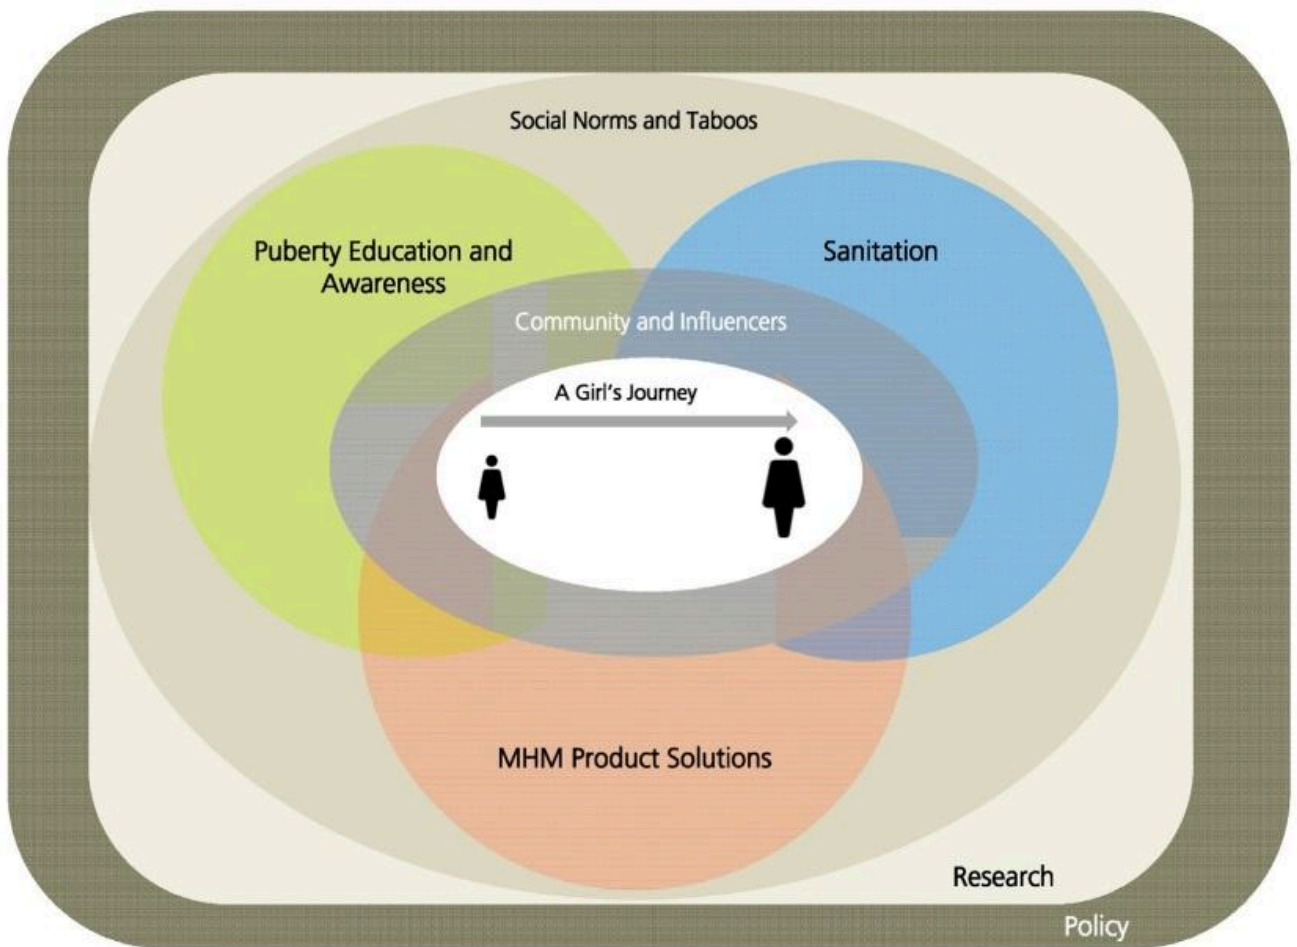 Social Norms and Taboos
Puberty Education and
Awareness
Sanitation
Community and Influencers
A Girl's Journey
MHM Product Solutions
Research
Policy